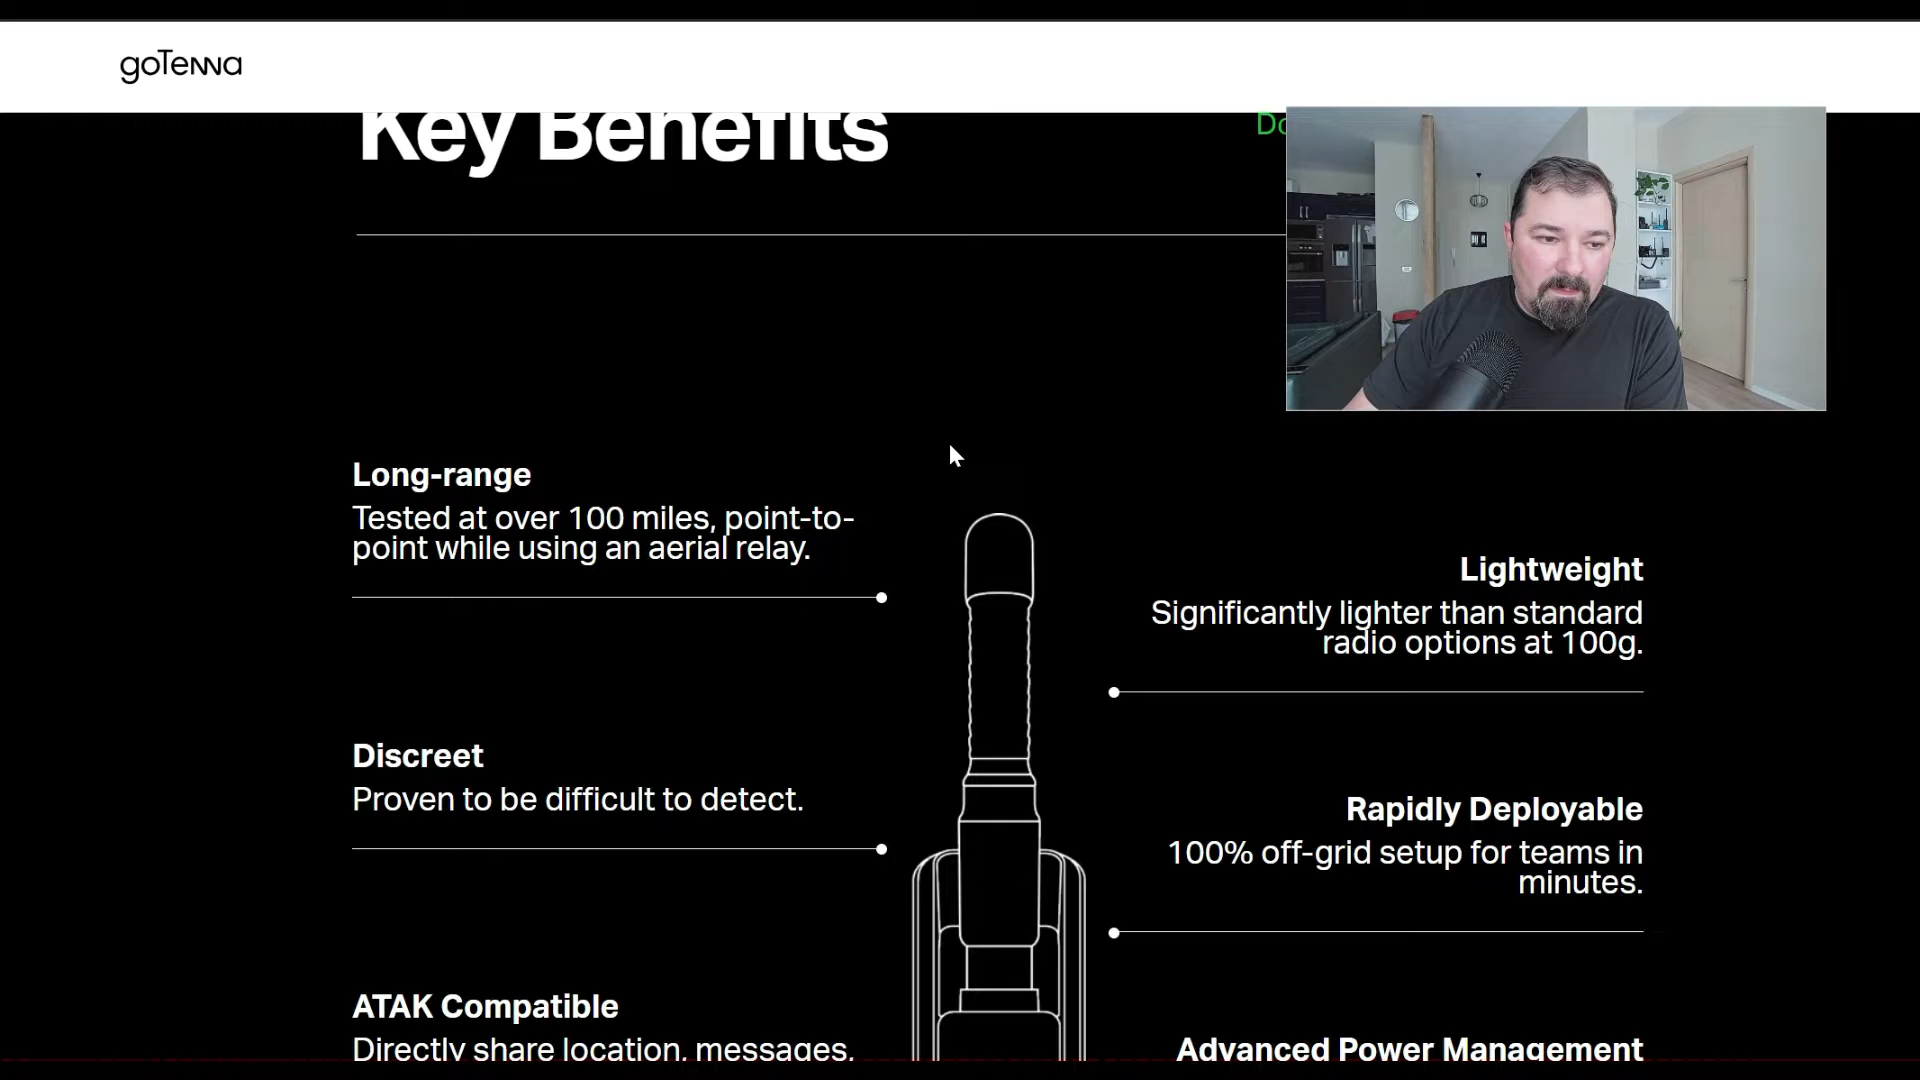 goTenna
Key Benefits
Do
Long-range
Tested at over 100 miles, point-to-
point while using an aerial relay.
Lightweight
Significantly lighter than standard
radio options at 100g.
Discreet
Proven to be difficult to detect.
Rapidly Deployable
100% off-grid setup for teams in
minutes.
ATAK Compatible
Directly share location, messages,
Advanced Power Management